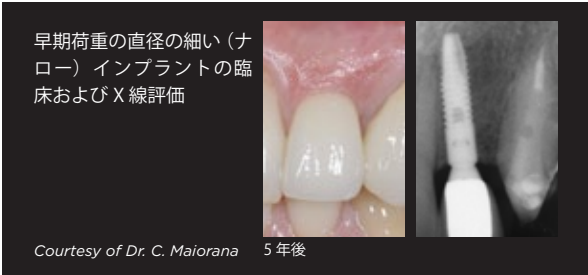 早期荷重の直径の細い（ナ
ロー）インプラントの臨
床および X 線評価
Courtesy of Dr. C. Maiorana
5 年後